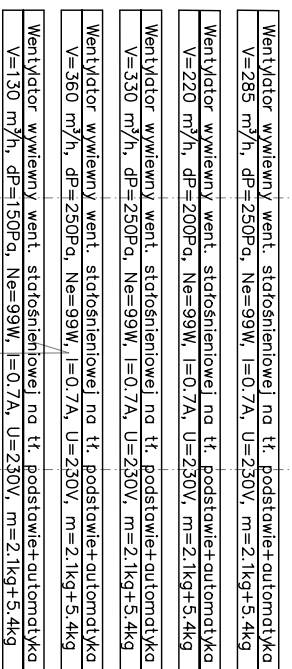 Wentylator wywiewny went. stałośnieniowej na tł. podstawie+automatyka
V=285 m³/h, dP=250Pa, Ne=99W, I=0.7A, U=230V, m=2.1kg+5.4kg
Wentylator wywiewny went. stałośnieniowej na tł. podstawie+automatyka
V=220 m³/h, dP=200Pa, Ne=99W, I=0.7A, U=230V, m=2.1kg+5.4kg
Wentylator wywiewny went. stałośnieniowej na tł. podstawie+automatyka
V=330 m³/h, dP=250Pa, Ne=99W, I=0.7A, U=230V, m=2.1kg+5.4kg
Wentylator wywiewny went. stałośnieniowej na tł. podstawie+automatyka
V=360 m³/h, dP=250Pa, Ne=99W, I=0.7A, U=230V, m=2.1kg+5.4kg
Wentylator wywiewny went. stałośnieniowej na tł. podstawie+automatyka
V=130 m³/h, dP=150Pa, Ne=99W, I=0.7A, U=230V, m=2.1kg+5.4kg